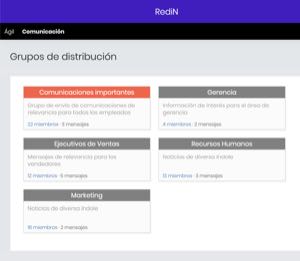 RediN
Ágil Comunicación
Grupos de distribución
Comunicaciones importantes
Grupo de envío de comunicaciones de
relevancia para todos los empleados
23 miembros · 5 mensajes
Gerencia
Información de interés para el área de
gerencia
4 miembros · 2 mensajes
Ejecutivos de Ventas
Mensajes de relevancia para los
vendedores
12 miembros · 5 mensajes
Recursos Humanos
Noticias de diversa índole
13 miembros · 3 mensajes
Marketing
Noticias de diversa índole
18 miembros · 2 mensajes